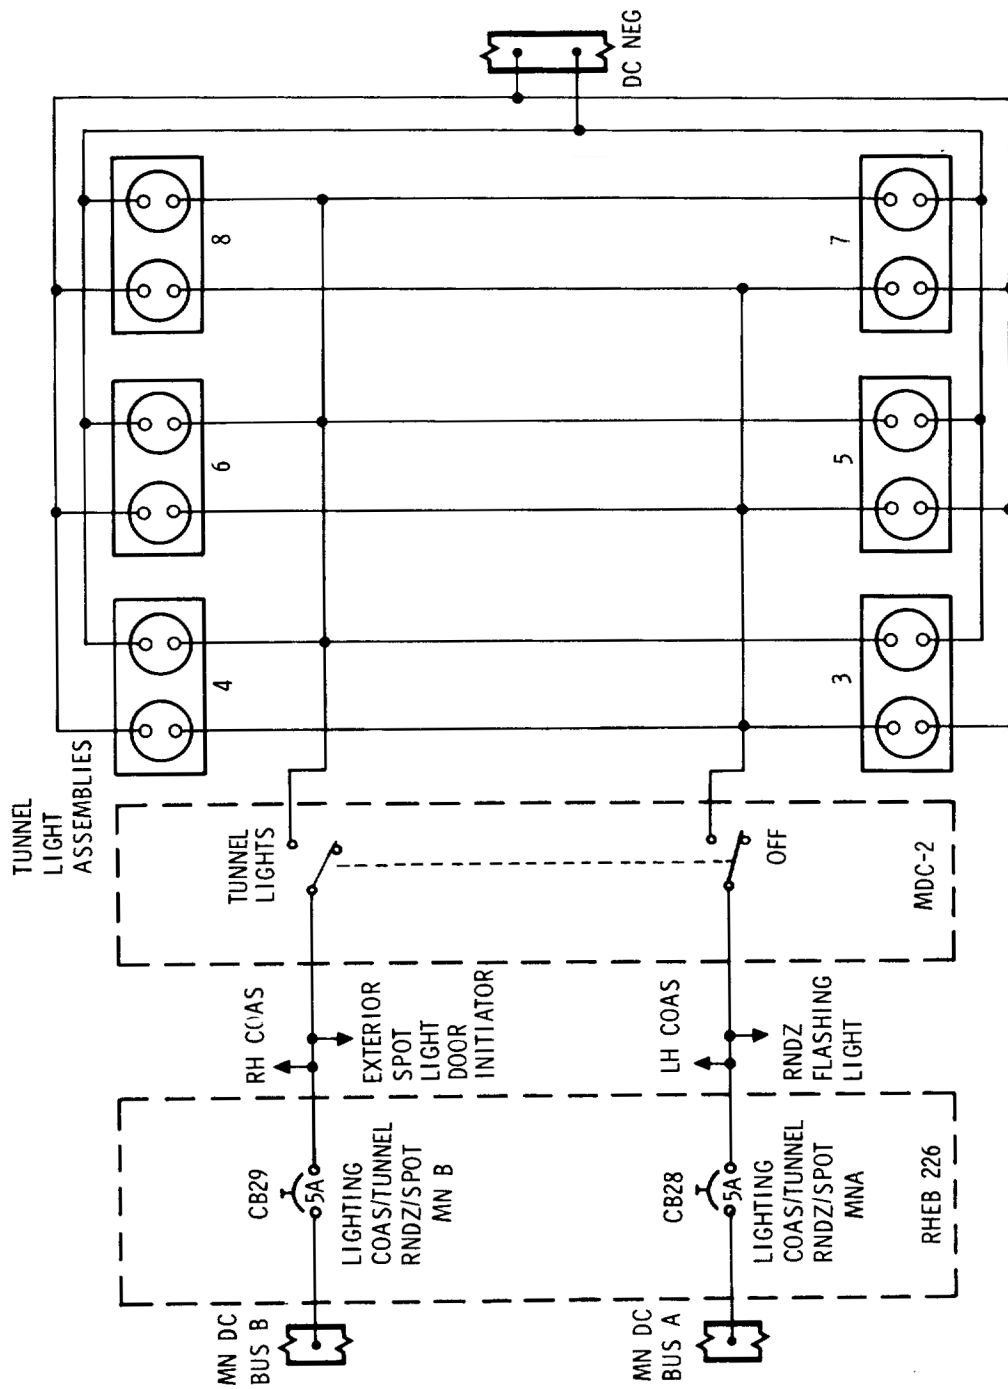 TUNNEL
LIGHT
ASSEMBLIES
DC NEG
4
6
8
3
5
7
TUNNEL
LIGHTS
OFF
MDC-2
RH COAS
EXTERIOR
SPOT
LIGHT
DOOR
INITIATOR
LH COAS
RNDZ
FLASHING
LIGHT
CB29
5A
LIGHTING
COAS/TUNNEL
RNDZ/SPOT
MN B
CB28
5A
LIGHTING
COAS/TUNNEL
RNDZ/SPOT
MNA
RHEB 226
MN DC
BUS B
MN DC
BUS A